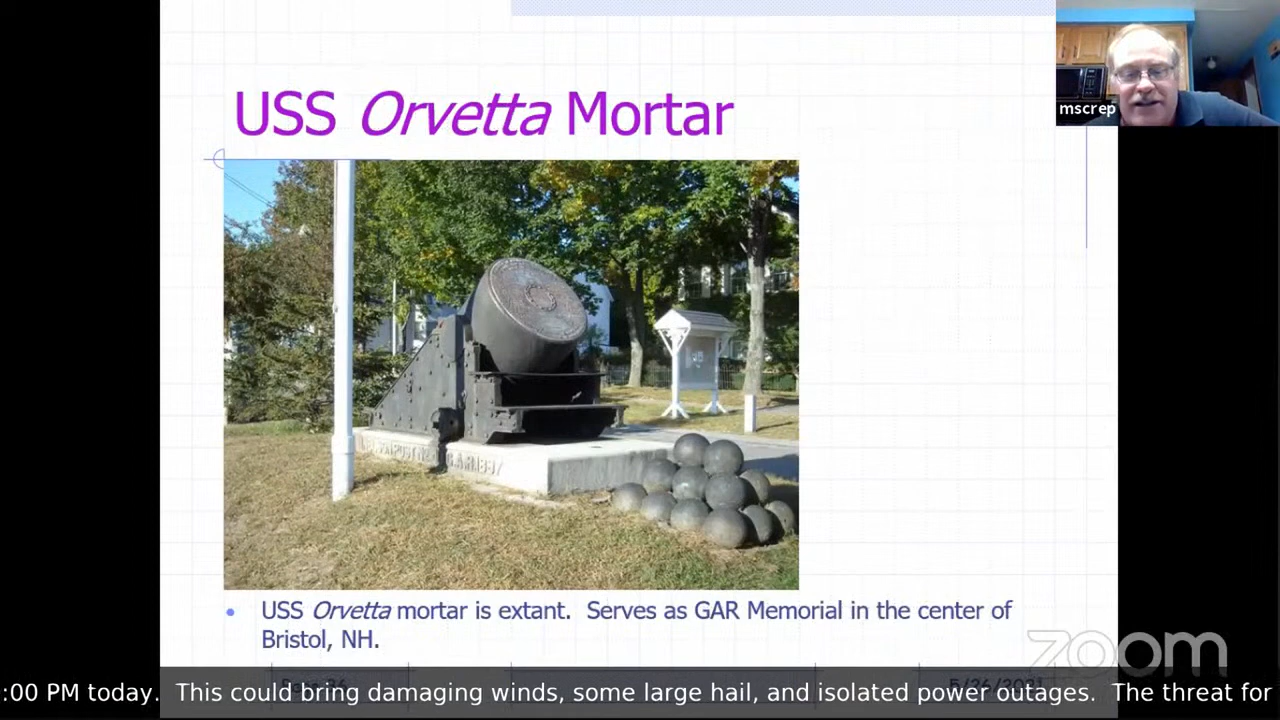 USS Orvetta Mortar
mscrep
USS Orvetta mortar is extant.  Serves as GAR Memorial in the center of
Bristol, NH.
zoom
:00 PM today.  This could bring damaging winds, some large hail, and isolated power outages.  The threat for